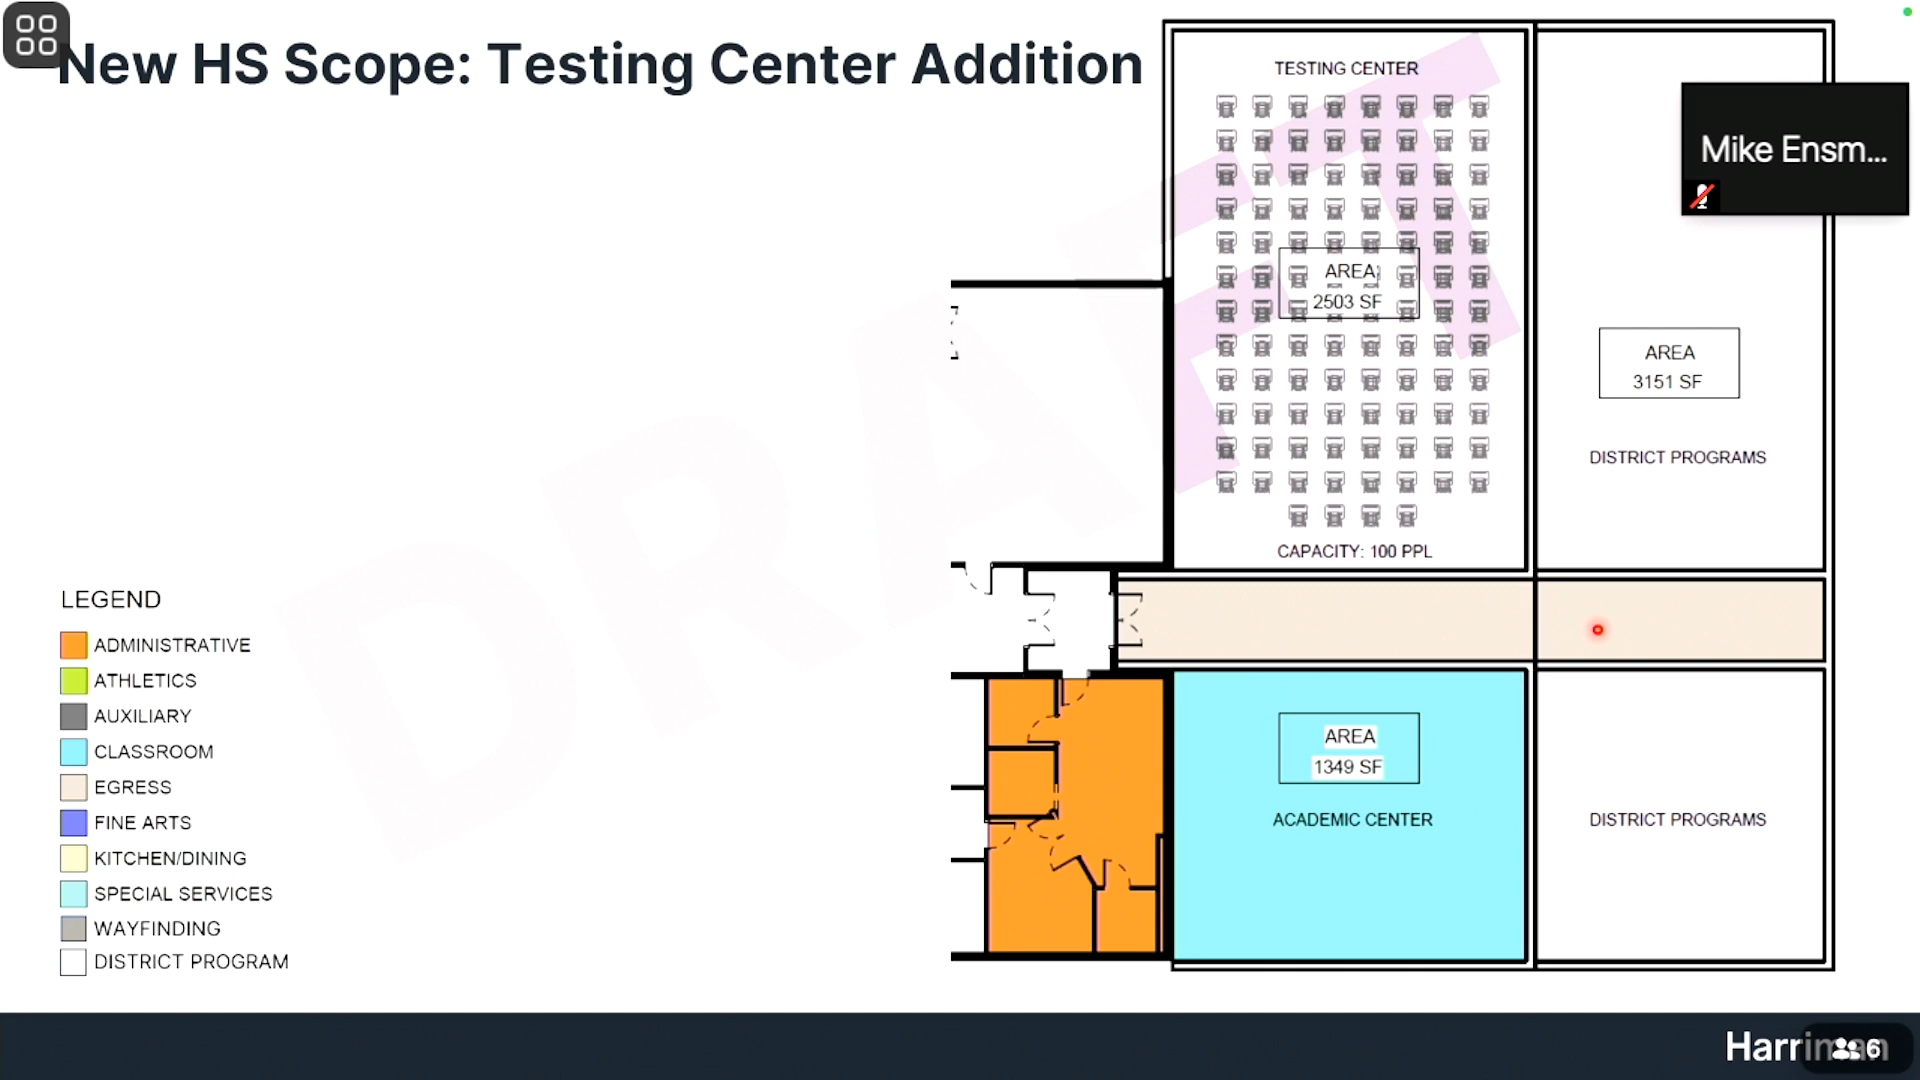 New HS Scope: Testing Center Addition
TESTING CENTER
Mike Ensm...
AREA
2503 SF
AREA
3151 SF
DISTRICT PROGRAMS
CAPACITY: 100 PPL
DRAFT
LEGEND
ADMINISTRATIVE
ATHLETICS
AUXILIARY
CLASSROOM
EGRESS
FINE ARTS
KITCHEN/DINING
SPECIAL SERVICES
WAYFINDING
DISTRICT PROGRAM
AREA
1349 SF
ACADEMIC CENTER
DISTRICT PROGRAMS
Harriman
6